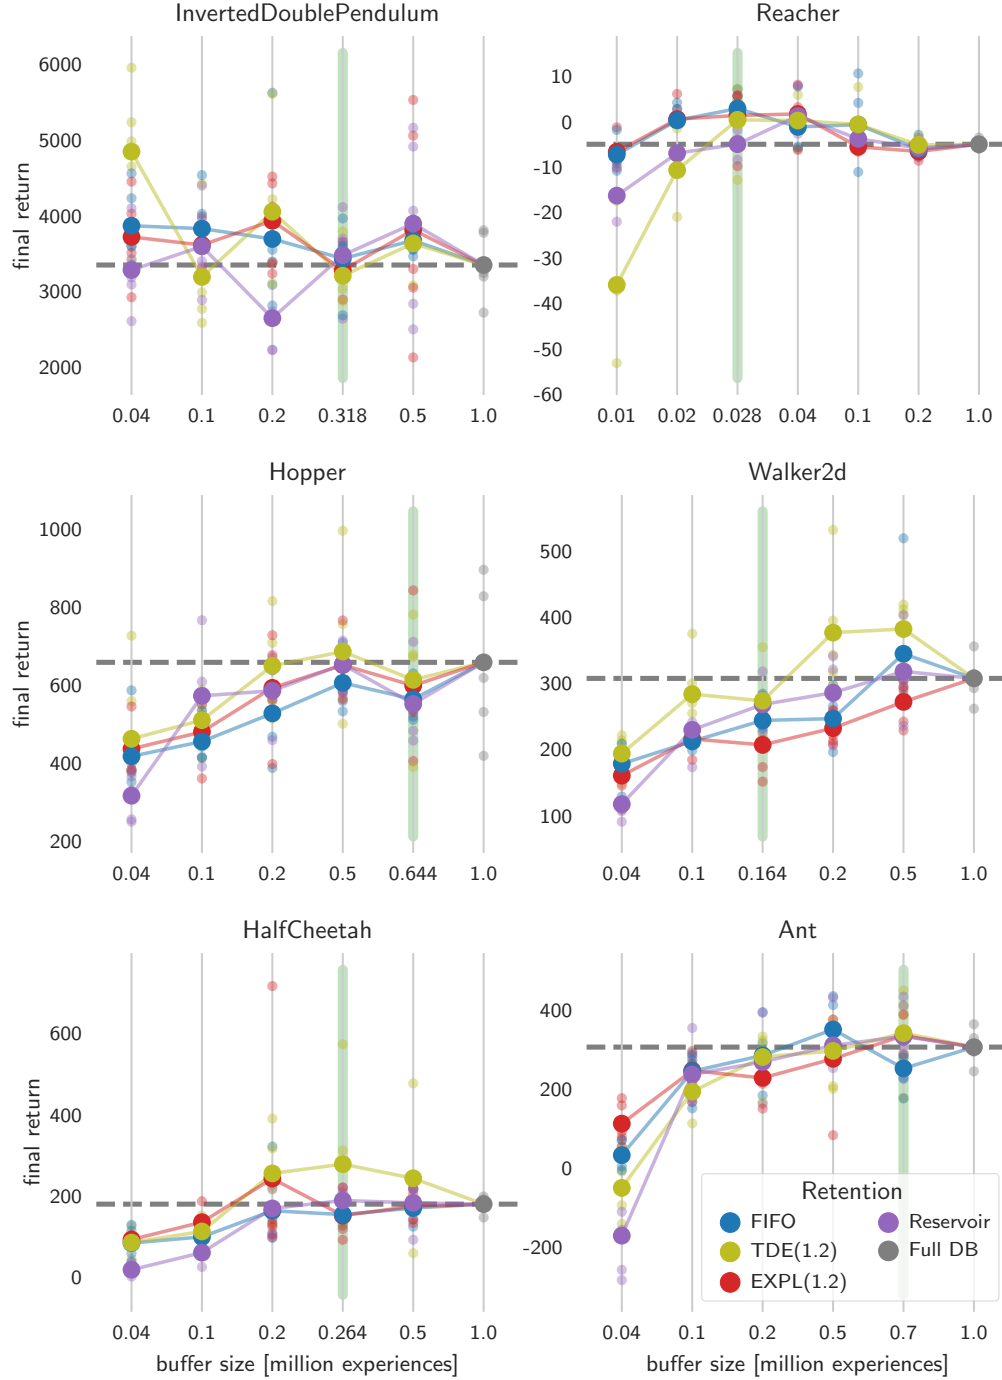 InvertedDoublePendulum
final return
6000
5000
4000
3000
2000
0.04 0.1 0.2 0.318 0.5 1.0
Reacher
10
0
-10
-20
-30
-40
-50
-60
0.01 0.02 0.028 0.04 0.1 0.2 1.0
Hopper
final return
1000
800
600
400
200
0.04 0.1 0.2 0.5 0.644 1.0
Walker2d
500
400
300
200
100
0.04 0.1 0.164 0.2 0.5 1.0
HalfCheetah
final return
600
400
200
0
0.04 0.1 0.2 0.264 0.5 1.0
buffer size [million experiences]
Ant
400
200
0
-200
0.04 0.1 0.2 0.5 0.7 1.0
buffer size [million experiences]
Retention
FIFO
TDE(1.2)
EXPL(1.2)
Reservoir
Full DB